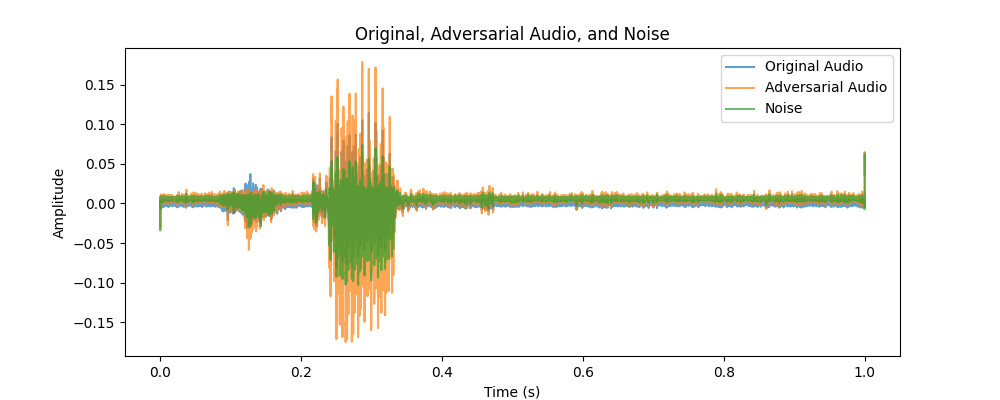 Original, Adversarial Audio, and Noise
Original Audio
Adversarial Audio
Noise
0.15
0.10
0.05
0.00
−0.05
−0.10
−0.15
Amplitude
0.0 0.2 0.4 0.6 0.8 1.0
Time (s)